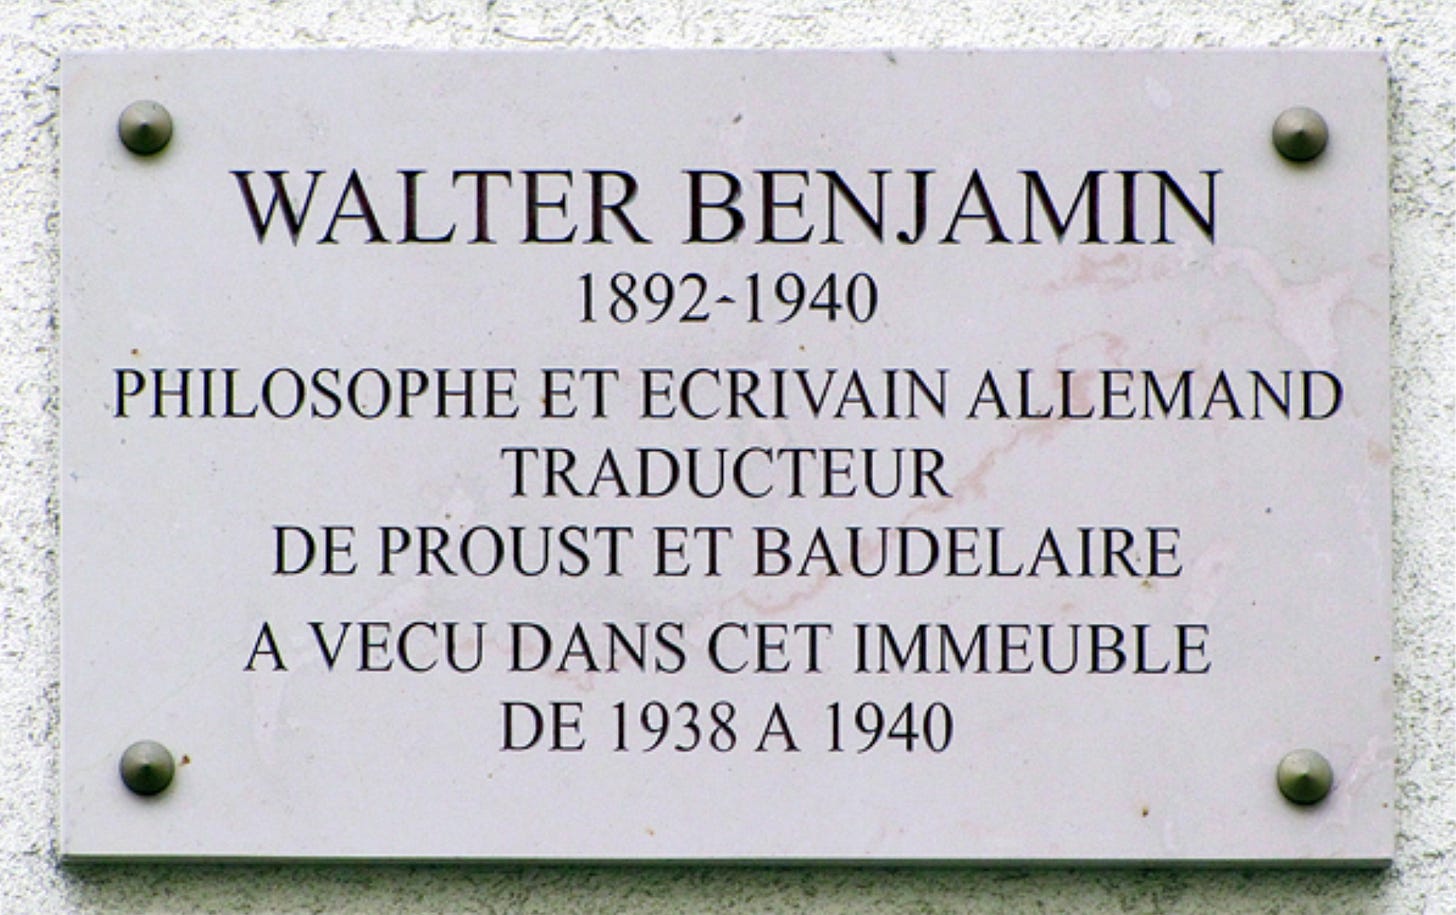 WALTER BENJAMIN
1892-1940
PHILOSOPHE ET ECRIVAIN ALLEMAND
TRADUCTEUR
DE PROUST ET BAUDELAIRE
A VECU DANS CET IMMEUBLE
DE 1938 A 1940